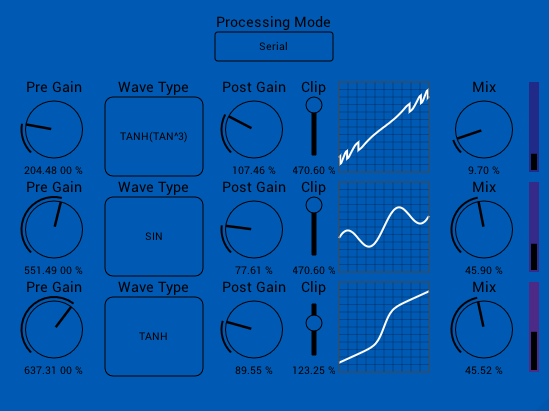 Processing Mode
Serial
Pre Gain Wave Type Post Gain Clip Mix
TANH(TAN^3)
204.48 00 % 107.46 % 470.60 % 9.70 %
Pre Gain Wave Type Post Gain Clip Mix
SIN
551.49 00 % 77.61 % 470.60 % 45.90 %
Pre Gain Wave Type Post Gain Clip Mix
TANH
637.31 00 % 89.55 % 123.25 % 45.52 %